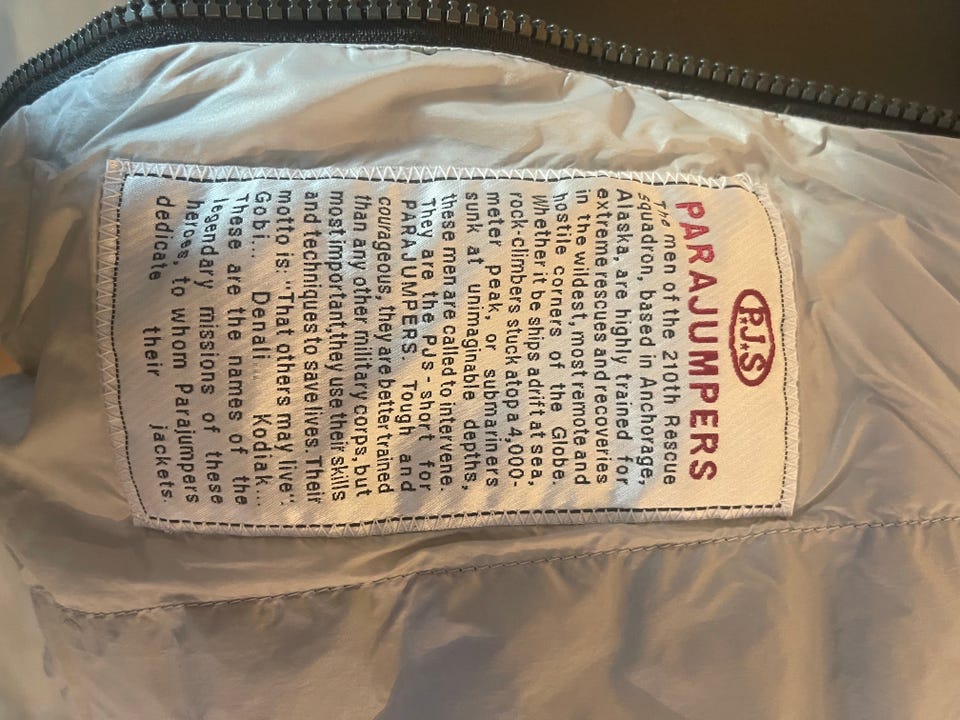 P.J.S
PARAJUMPERS
The men of the 210th Rescue
squadron, based in Anchorage,
Alaska, are highly trained for
extreme rescues and recoveries
in the wildest, most remote and
hostile corners of the Globe.
Whether it be ships adrift at sea,
rock-climbers stuck atop a 4,000-
meter peak, or submariners
sunk at unimaginable depths,
these men are called to intervene.
They are the PJs - short for
PARAJUMPERS. Tough and
courageous, they are better trained
than any other military corps, but
most important, they use their skills
and techniques to save lives. Their
motto is: "That others may live".
Gobi... Denali... Kodiak...
These are the names of the
legendary missions of these
heroes, to whom Parajumpers
dedicate their jackets.